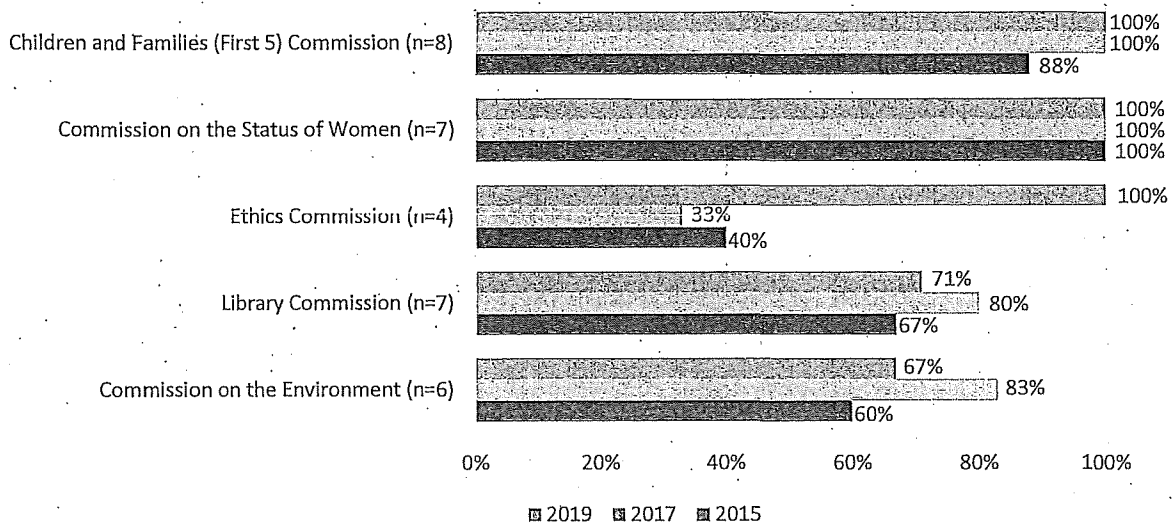 Children and Families (First 5) Commission (n=8)
100%
100%
88%
Commission on the Status of Women (n=7)
100%
100%
100%
Ethics Commission (n=4)
100%
33%
40%
Library Commission (n=7)
71%
80%
67%
Commission on the Environment (n=6)
67%
83%
60%
0% 20% 40% 60% 80% 100%
2019 2017 2015